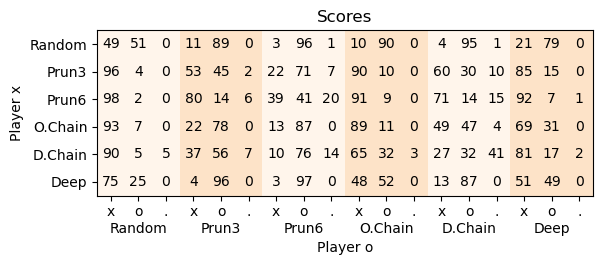 Scores
Player x
Random 49 51 0 11 89 0 3 96 1 10 90 0 4 95 1 21 79 0
Prun3 96 4 0 53 45 2 22 71 7 90 10 0 60 30 10 85 15 0
Prun6 98 2 0 80 14 6 39 41 20 91 9 0 71 14 15 92 7 1
O.Chain 93 7 0 22 78 0 13 87 0 89 11 0 49 47 4 69 31 0
D.Chain 90 5 5 37 56 7 10 76 14 65 32 3 27 32 41 81 17 2
Deep 75 25 0 4 96 0 3 97 0 48 52 0 13 87 0 51 49 0
x o . x o . x o . x o . x o . x o .
Random Prun3 Prun6 O.Chain D.Chain Deep
Player o